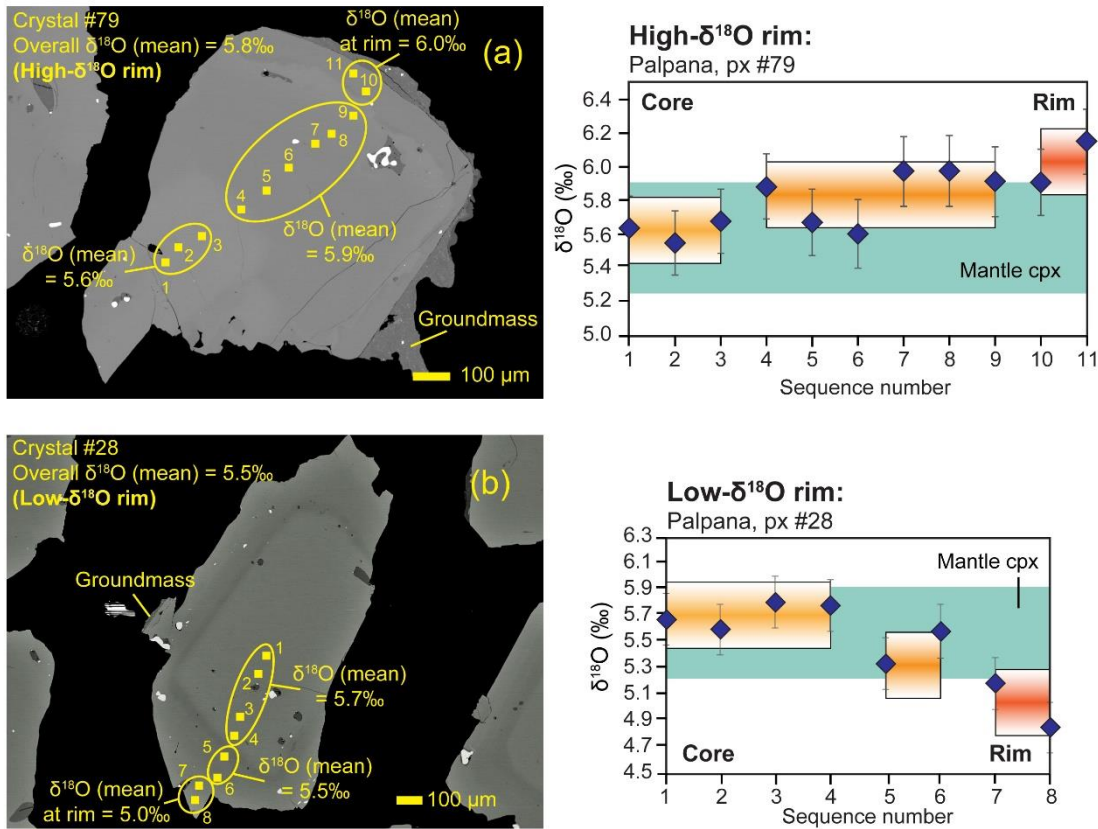 Crystal #79
Overall δ¹⁸O (mean) = 5.8‰
(High-δ¹⁸O rim)
δ¹⁸O (mean)
at rim = 6.0‰
(a)
11
10
9
8
7
6
5
4
3
2
1
δ¹⁸O (mean)
= 5.9‰
δ¹⁸O (mean)
= 5.6‰
Groundmass
100 µm
High-δ¹⁸O rim:
Palpana, px #79
6.4
6.2
6.0
5.8
5.6
5.4
5.2
5.0
δ¹⁸O (‰)
Core
Rim
Mantle cpx
1 2 3 4 5 6 7 8 9 10 11
Sequence number
Crystal #28
Overall δ¹⁸O (mean) = 5.5‰
(Low-δ¹⁸O rim)
(b)
Groundmass
1
2
3
4
5
6
7
8
δ¹⁸O (mean)
= 5.7‰
δ¹⁸O (mean)
= 5.5‰
δ¹⁸O (mean)
at rim = 5.0‰
100 µm
Low-δ¹⁸O rim:
Palpana, px #28
6.3
6.1
5.9
5.7
5.5
5.3
5.1
4.9
4.7
4.5
δ¹⁸O (‰)
Mantle cpx
Core
Rim
1 2 3 4 5 6 7 8
Sequence number